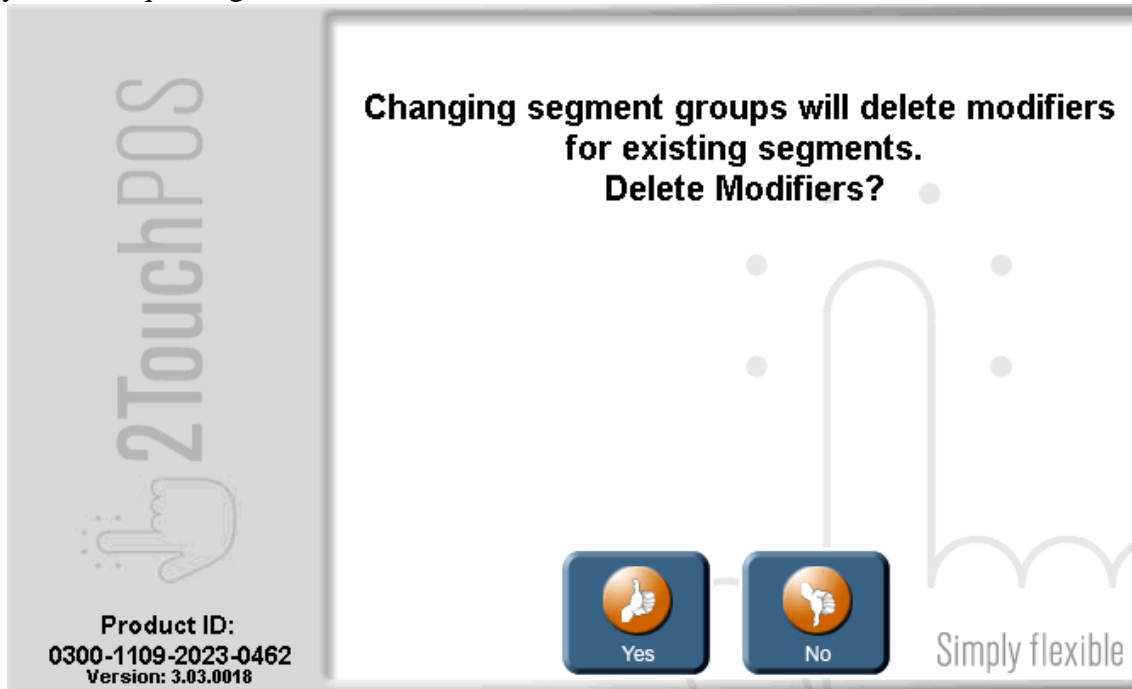 Changing segment groups will delete modifiers
for existing segments.
Delete Modifiers?
2TouchPOS
Product ID:
0300-1109-2023-0462
Version: 3.03.0018
Yes
No
Simply flexible